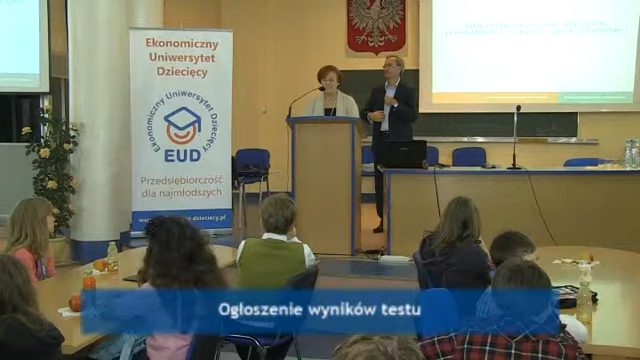 Ekonomiczny
Uniwersytet
Dziecięcy
Ekonomiczny Uniwersytet Dziecięcy
EUD
Przedsiębiorczość
dla najmłodszych
Ogłoszenie wyników testu